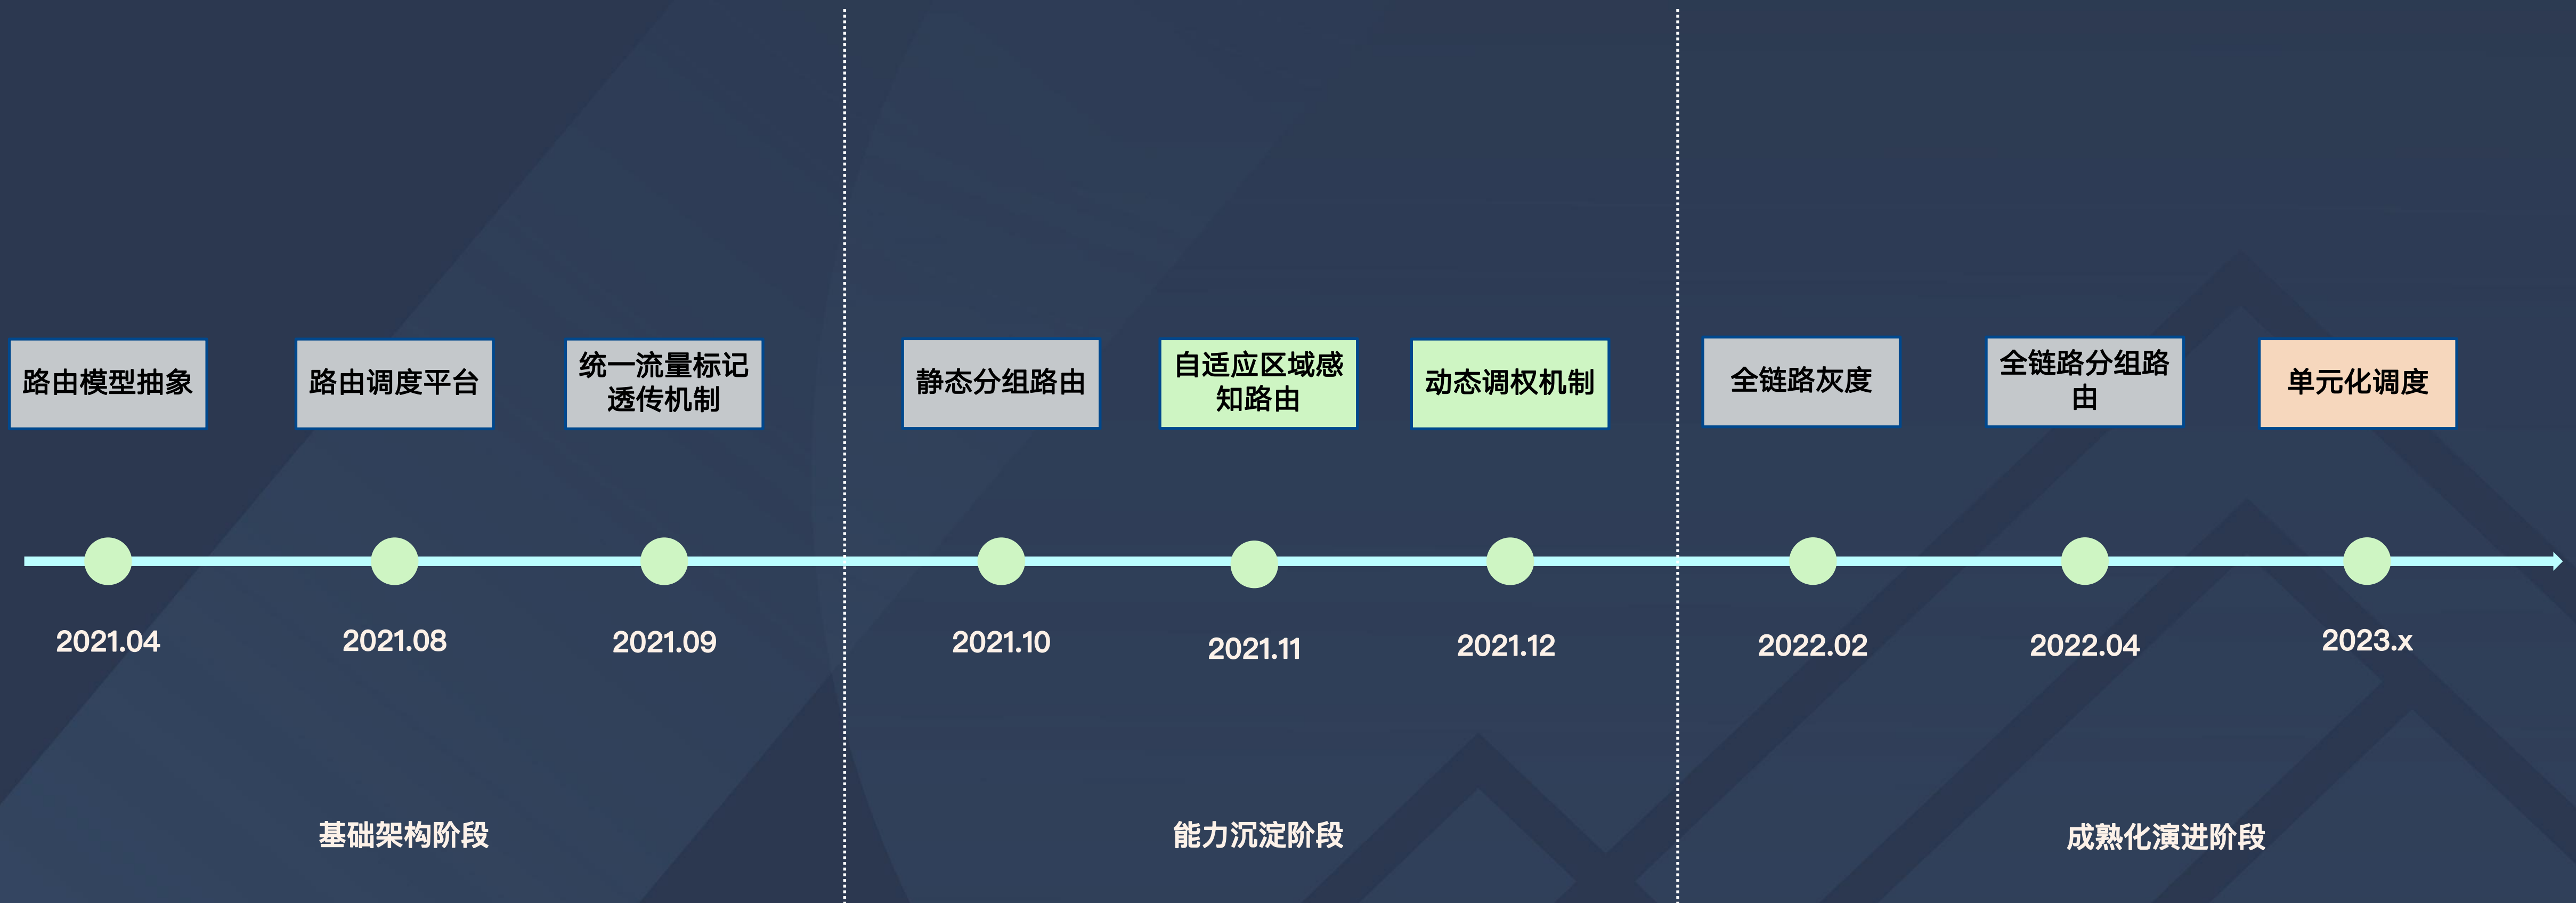 路由模型抽象
路由调度平台
统一流量标记
透传机制
静态分组路由
自适应区域感
知路由
动态调权机制
全链路灰度
全链路分组路
由
单元化调度
2021.04
2021.08
2021.09
2021.10
2021.11
2021.12
2022.02
2022.04
2023.x
基础架构阶段
能力沉淀阶段
成熟化演进阶段